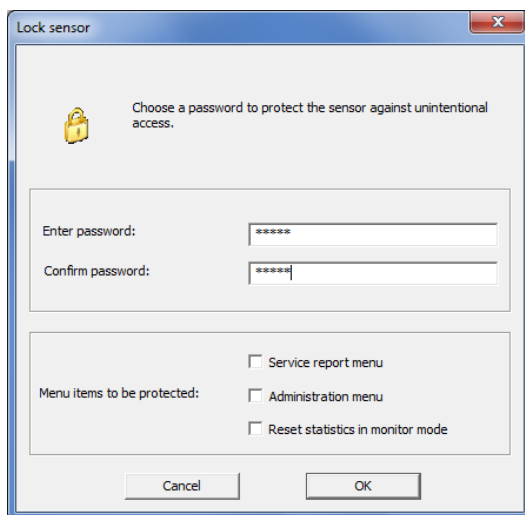 Lock sensor
Choose a password to protect the sensor against unintentional
access.
Enter password:
*****
Confirm password:
*****
Menu items to be protected:
Service report menu
Administration menu
Reset statistics in monitor mode
Cancel
OK